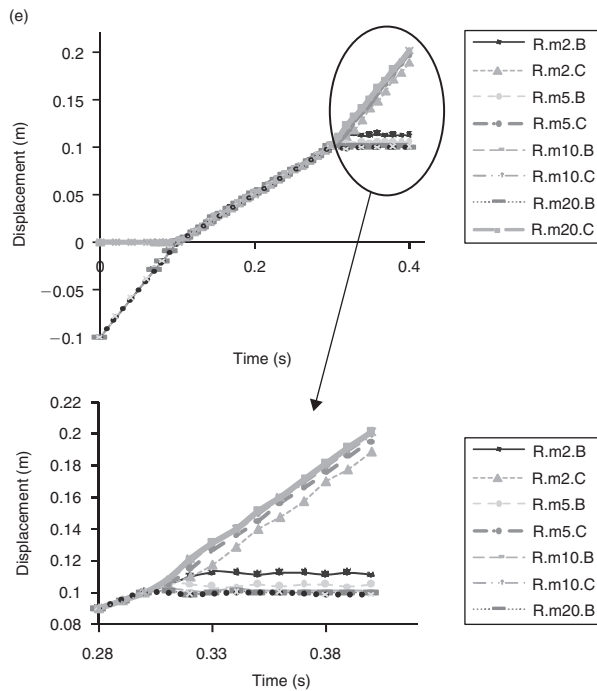 (e)
Displacement (m)
0.2
0.15
0.1
0.05
0
−0.05
−0.1
0
0.2
0.4
Time (s)
R.m2.B
R.m2.C
R.m5.B
R.m5.C
R.m10.B
R.m10.C
R.m20.B
R.m20.C
Displacement (m)
0.22
0.2
0.18
0.16
0.14
0.12
0.1
0.08
0.28
0.33
0.38
Time (s)
R.m2.B
R.m2.C
R.m5.B
R.m5.C
R.m10.B
R.m10.C
R.m20.B